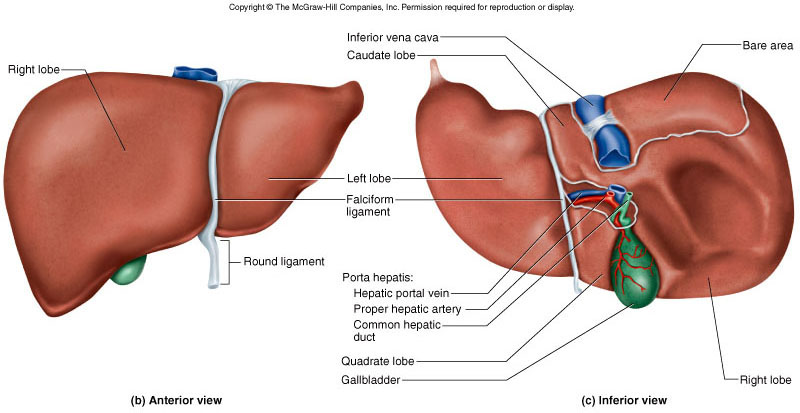 Copyright © The McGraw-Hill Companies, Inc. Permission required for reproduction or display.
Right lobe
Inferior vena cava
Caudate lobe
Bare area
Left lobe
Falciform
ligament
Round ligament
Porta hepatis:
Hepatic portal vein
Proper hepatic artery
Common hepatic
duct
Quadrate lobe
Gallbladder
Right lobe
(b) Anterior view
(c) Inferior view